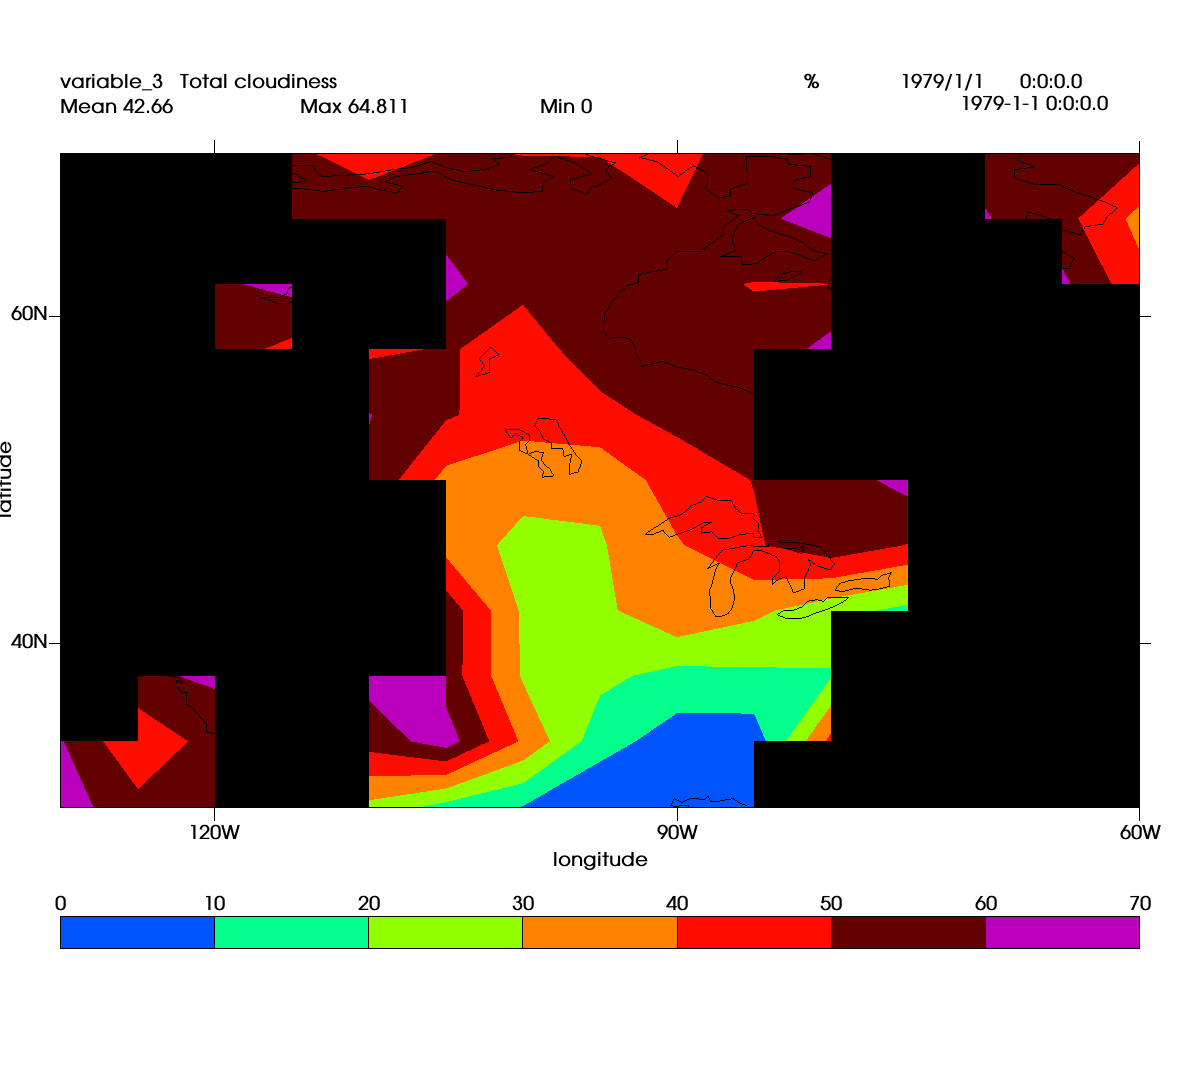 variable_3 Total cloudiness % 1979/1/1 0:0:0.0
Mean 42.66 Max 64.811 Min 0 1979-1-1 0:0:0.0
60N
latitude
40N
120W 90W 60W
longitude
0 10 20 30 40 50 60 70